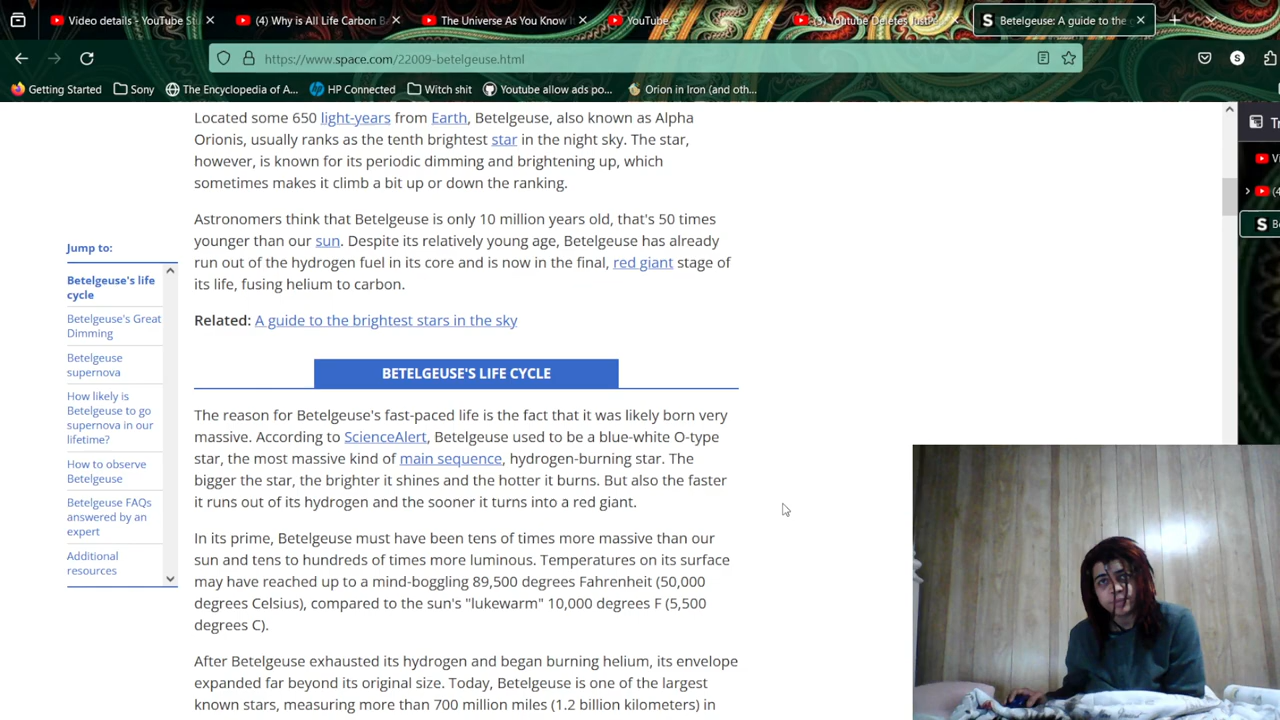 Video details - YouTube St
(4) Why is All Life Carbon B
The Universe As You Know I
YouTube
(3) Youtube Deletes JustPe
Betelgeuse: A guide to the
https://www.space.com/22009-betelgeuse.html
Getting Started
Sony
The Encyclopedia of A...
HP Connected
Witch shit
Youtube allow ads po...
Orion in Iron (and oth...
Located some 650 light-years from Earth, Betelgeuse, also known as Alpha
Orionis, usually ranks as the tenth brightest star in the night sky. The star,
however, is known for its periodic dimming and brightening up, which
sometimes makes it climb a bit up or down the ranking.
Astronomers think that Betelgeuse is only 10 million years old, that's 50 times
younger than our sun. Despite its relatively young age, Betelgeuse has already
run out of the hydrogen fuel in its core and is now in the final, red giant stage of
its life, fusing helium to carbon.
Related: A guide to the brightest stars in the sky
Jump to:
Betelgeuse's life
cycle
Betelgeuse's Great
Dimming
Betelgeuse
supernova
How likely is
Betelgeuse to go
supernova in our
lifetime?
How to observe
Betelgeuse
Betelgeuse FAQs
answered by an
expert
Additional
resources
BETELGEUSE'S LIFE CYCLE
The reason for Betelgeuse's fast-paced life is the fact that it was likely born very
massive. According to ScienceAlert, Betelgeuse used to be a blue-white O-type
star, the most massive kind of main sequence, hydrogen-burning star. The
bigger the star, the brighter it shines and the hotter it burns. But also the faster
it runs out of its hydrogen and the sooner it turns into a red giant.
In its prime, Betelgeuse must have been tens of times more massive than our
sun and tens to hundreds of times more luminous. Temperatures on its surface
may have reached up to a mind-boggling 89,500 degrees Fahrenheit (50,000
degrees Celsius), compared to the sun's "lukewarm" 10,000 degrees F (5,500
degrees C).
After Betelgeuse exhausted its hydrogen and began burning helium, its envelope
expanded far beyond its original size. Today, Betelgeuse is one of the largest
known stars, measuring more than 700 million miles (1.2 billion kilometers) in
Tr
Vi
(4
Be